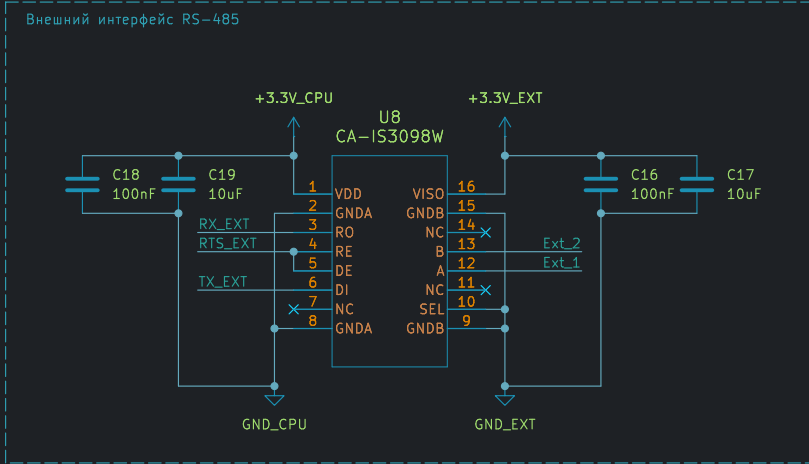 Внешний интерфейс RS-485
+3.3V_CPU
+3.3V_EXT
U8
CA-IS3098W
C18
100nF
C19
10uF
C16
100nF
C17
10uF
1 VDD
2 GNDA
RX_EXT 3 RO
RTS_EXT 4 RE
5 DE
TX_EXT 6 DI
7 NC
8 GNDA
VISO 16
GNDB 15
NC 14
B 13 Ext_2
A 12 Ext_1
NC 11
SEL 10
GNDB 9
GND_CPU
GND_EXT